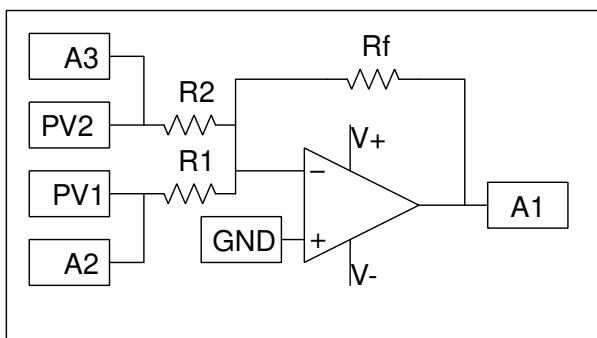 A3
Rf
R2
PV2
V+
R1
PV1
−
A1
GND
+
A2
V-